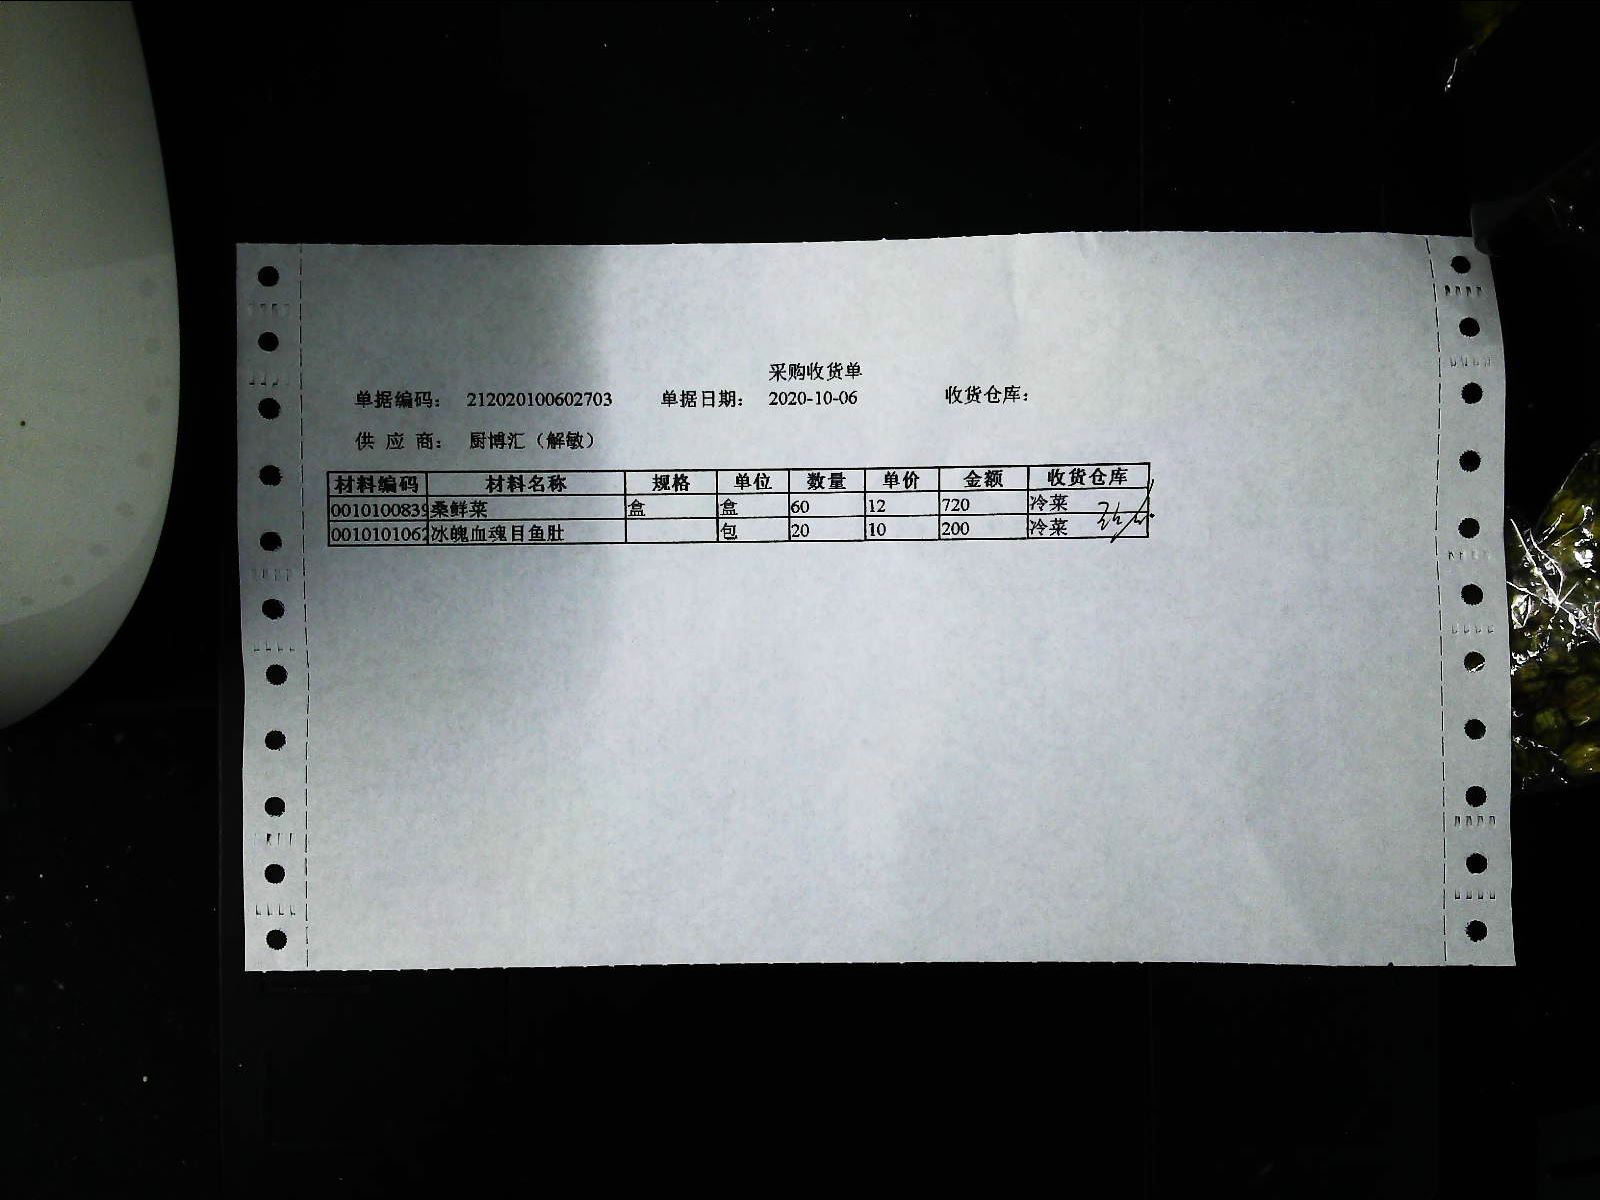 采购收货单
单据编码： 212020100602703 单据日期： 2020-10-06 收货仓库：
供 应 商： 厨博汇（解敏）
材料编码 材料名称 规格 单位 数量 单价 金额 收货仓库
0010100839 桑鲜菜 盒 盒 60 12 720 冷菜
0010101062 冰魄血魂目鱼肚 包 20 10 200 冷菜